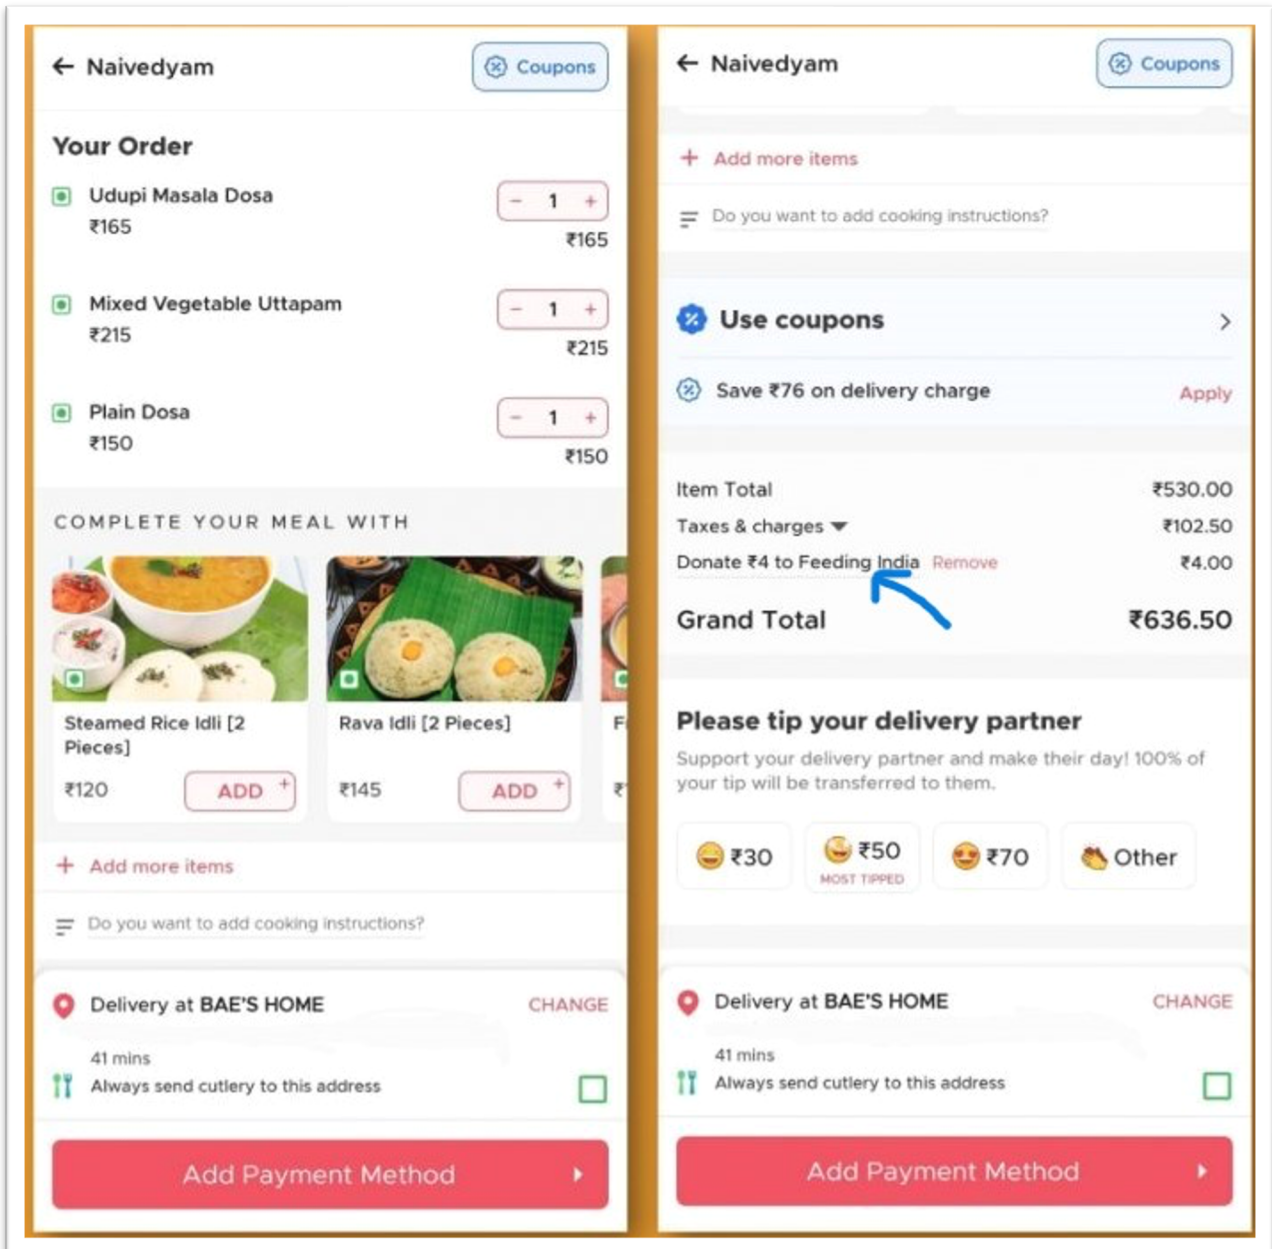 Naivedyam
Coupons
Your Order
Udupi Masala Dosa
₹165
1
₹165
Mixed Vegetable Uttapam
₹215
1
₹215
Plain Dosa
₹150
1
₹150
COMPLETE YOUR MEAL WITH
Steamed Rice Idli [2
Pieces]
₹120
ADD +
Rava Idli [2 Pieces]
₹145
ADD +
+ Add more items
Do you want to add cooking instructions?
Delivery at BAE'S HOME
CHANGE
41 mins
Always send cutlery to this address
Add Payment Method
Naivedyam
Coupons
+ Add more items
Do you want to add cooking instructions?
Use coupons
Save ₹76 on delivery charge
Apply
Item Total ₹530.00
Taxes & charges ₹102.50
Donate ₹4 to Feeding India Remove ₹4.00
Grand Total ₹636.50
Please tip your delivery partner
Support your delivery partner and make their day! 100% of
your tip will be transferred to them.
₹30
₹50
MOST TIPPED
₹70
Other
Delivery at BAE'S HOME
CHANGE
41 mins
Always send cutlery to this address
Add Payment Method